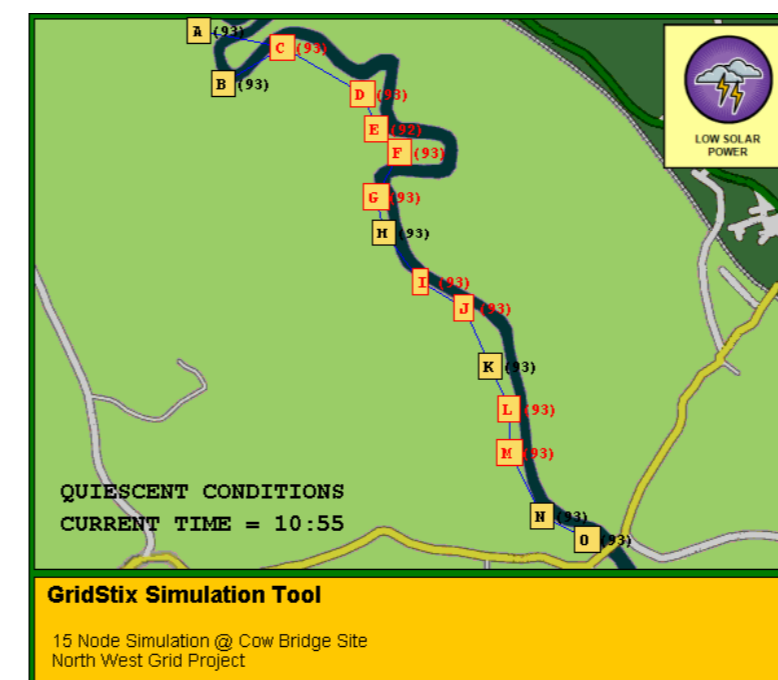 A (93)
C (93)
B (93)
D (93)
E (92)
F (93)
G (93)
H (93)
I (93)
J (93)
K (93)
L (93)
M (93)
N (93)
O (93)
LOW SOLAR
POWER
QUIESCENT CONDITIONS
CURRENT TIME = 10:55
GridStix Simulation Tool
15 Node Simulation @ Cow Bridge Site
North West Grid Project